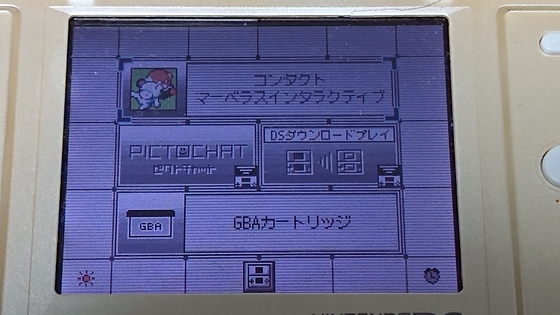 コンタクト
マーベラスインタラクティブ
PICTOCHAT
ピクトチャット
DSダウンロードプレイ
GBA
GBAカートリッジ
NINTENDO DS